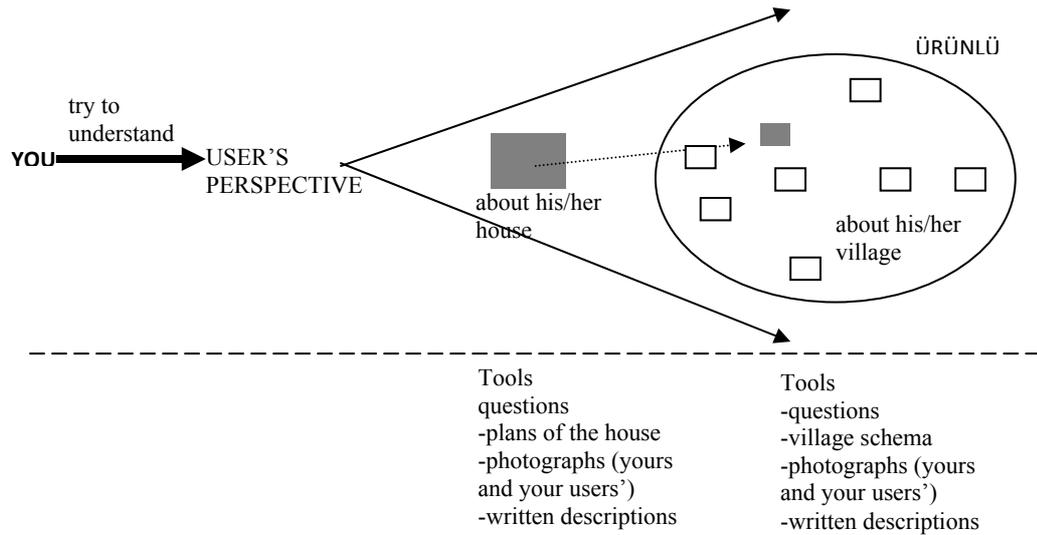 ÜRÜNLÜ
try to
understand
YOU
USER’S
PERSPECTIVE
about his/her
house
about his/her
village
Tools
questions
-plans of the house
-photographs (yours
and your users’)
-written descriptions
Tools
-questions
-village schema
-photographs (yours
and your users’)
-written descriptions